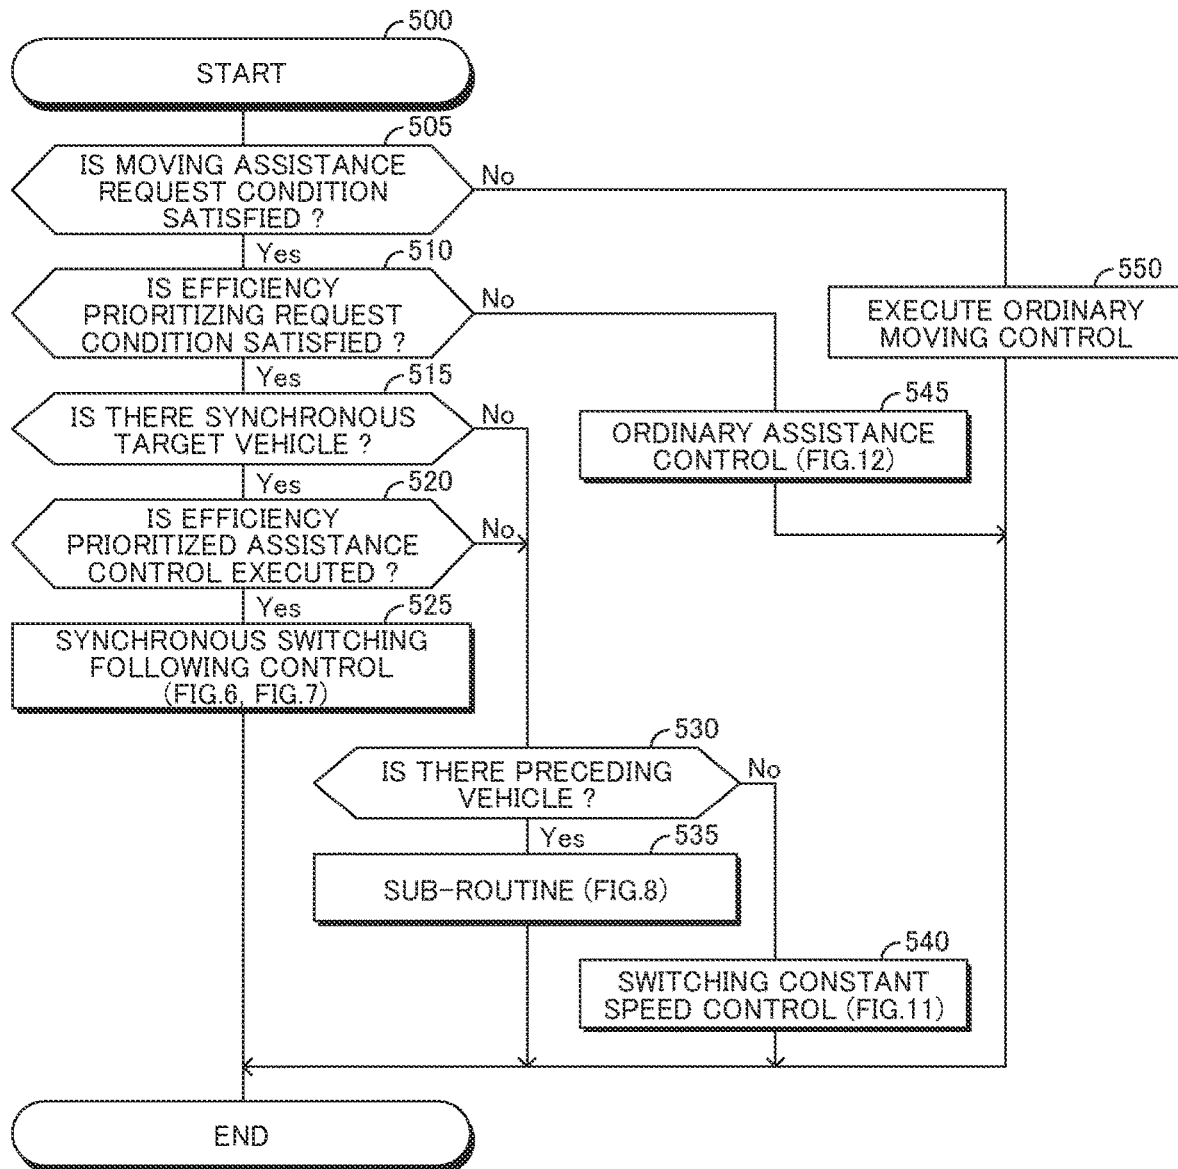 500
START
505
IS MOVING ASSISTANCE
REQUEST CONDITION
SATISFIED ?
No
Yes
510
IS EFFICIENCY
PRIORITIZING REQUEST
CONDITION SATISFIED ?
No
550
EXECUTE ORDINARY
MOVING CONTROL
Yes
515
IS THERE SYNCHRONOUS
TARGET VEHICLE ?
No
545
ORDINARY ASSISTANCE
CONTROL (FIG.12)
Yes
520
IS EFFICIENCY
PRIORITIZED ASSISTANCE
CONTROL EXECUTED ?
No
Yes
525
SYNCHRONOUS SWITCHING
FOLLOWING CONTROL
(FIG.6, FIG.7)
530
IS THERE PRECEDING
VEHICLE ?
No
Yes
535
SUB-ROUTINE (FIG.8)
540
SWITCHING CONSTANT
SPEED CONTROL (FIG.11)
END